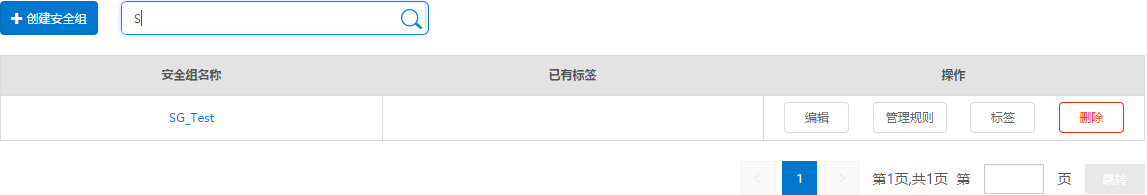 创建安全组 S
安全组名称 已有标签 操作
SG_Test 编辑 管理规则 标签 删除
1 第1页,共1页 第 页 跳转